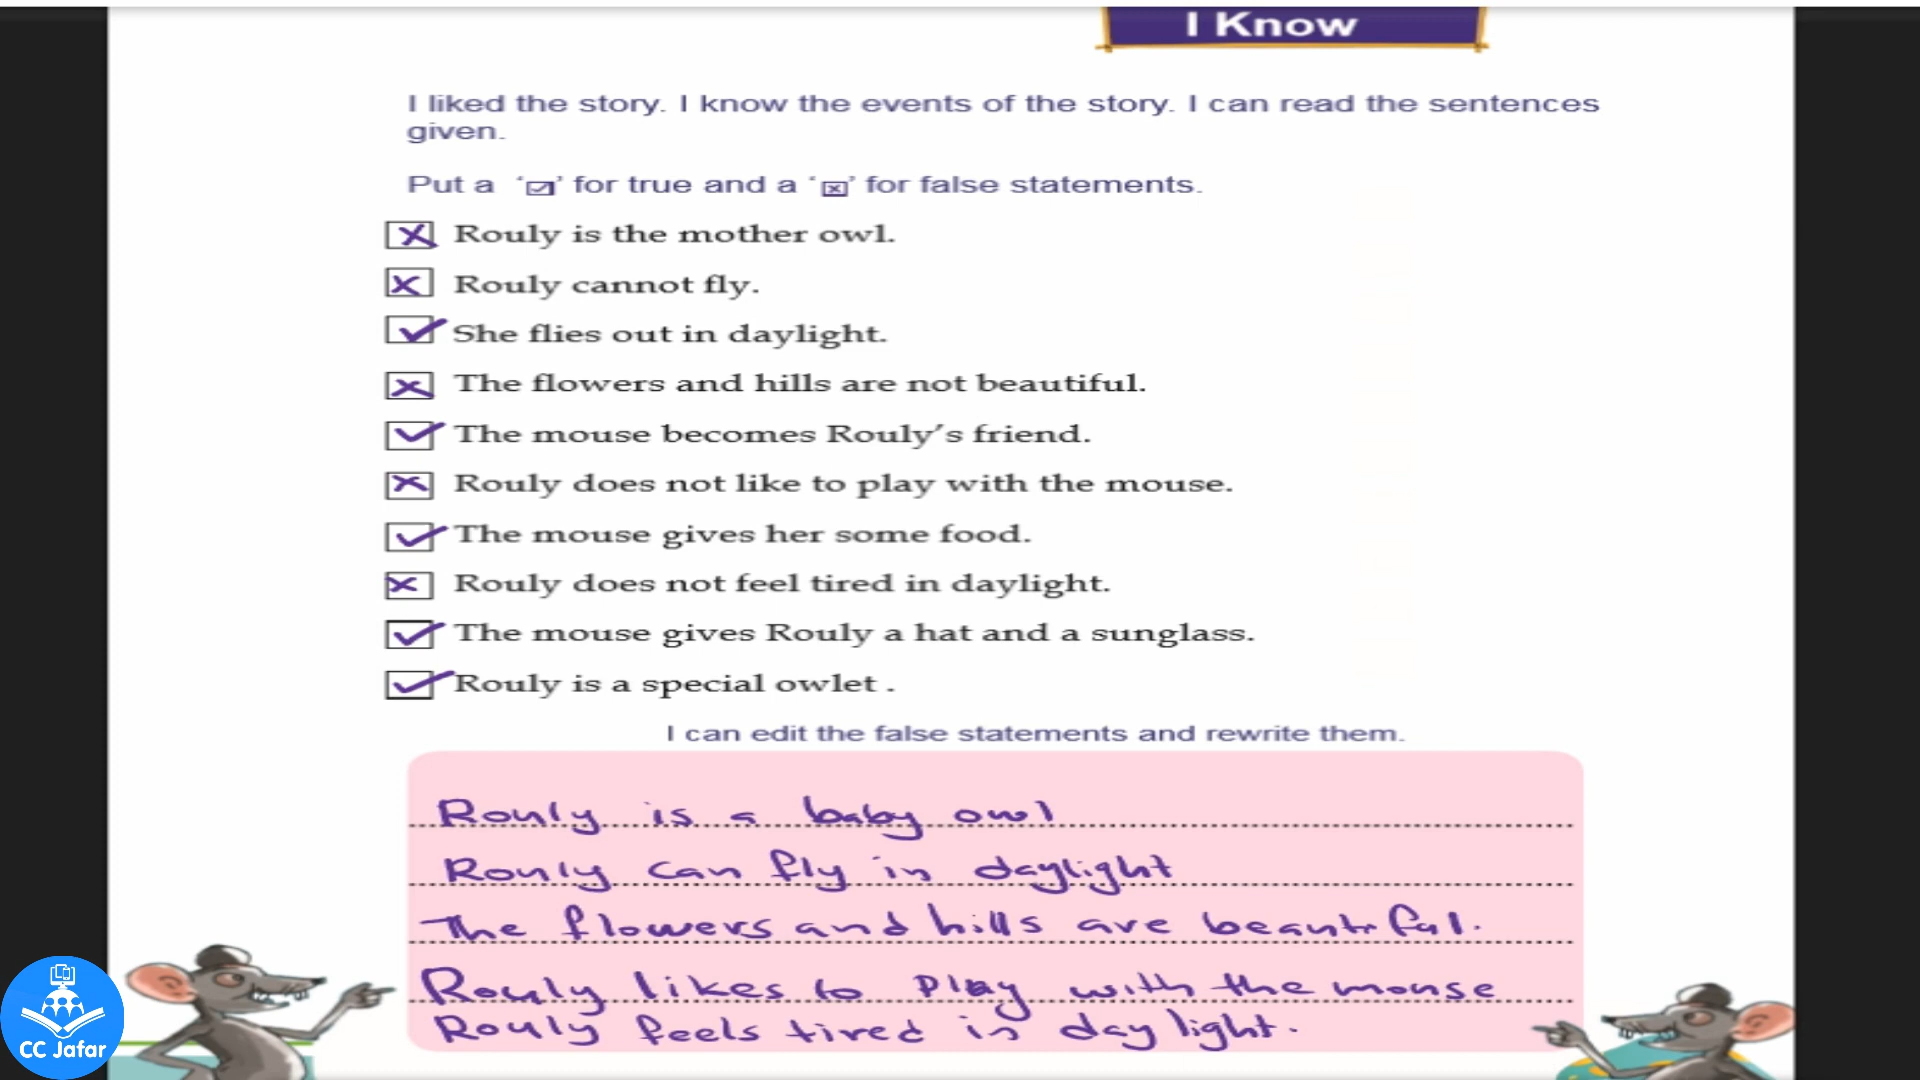 I Know
I liked the story. I know the events of the story. I can read the sentences
given.
Put a ‘☑’ for true and a ‘☒’ for false statements.
☒ Rouly is the mother owl.
☒ Rouly cannot fly.
☑ She flies out in daylight.
☒ The flowers and hills are not beautiful.
☑ The mouse becomes Rouly’s friend.
☒ Rouly does not like to play with the mouse.
☑ The mouse gives her some food.
☒ Rouly does not feel tired in daylight.
☑ The mouse gives Rouly a hat and a sunglass.
☑ Rouly is a special owlet .
I can edit the false statements and rewrite them.
Rouly is a baby owl
Rouly can fly in daylight
The flowers and hills are beautiful.
Rouly likes to play with the mouse
Rouly feels tired in day light.
CC Jafar